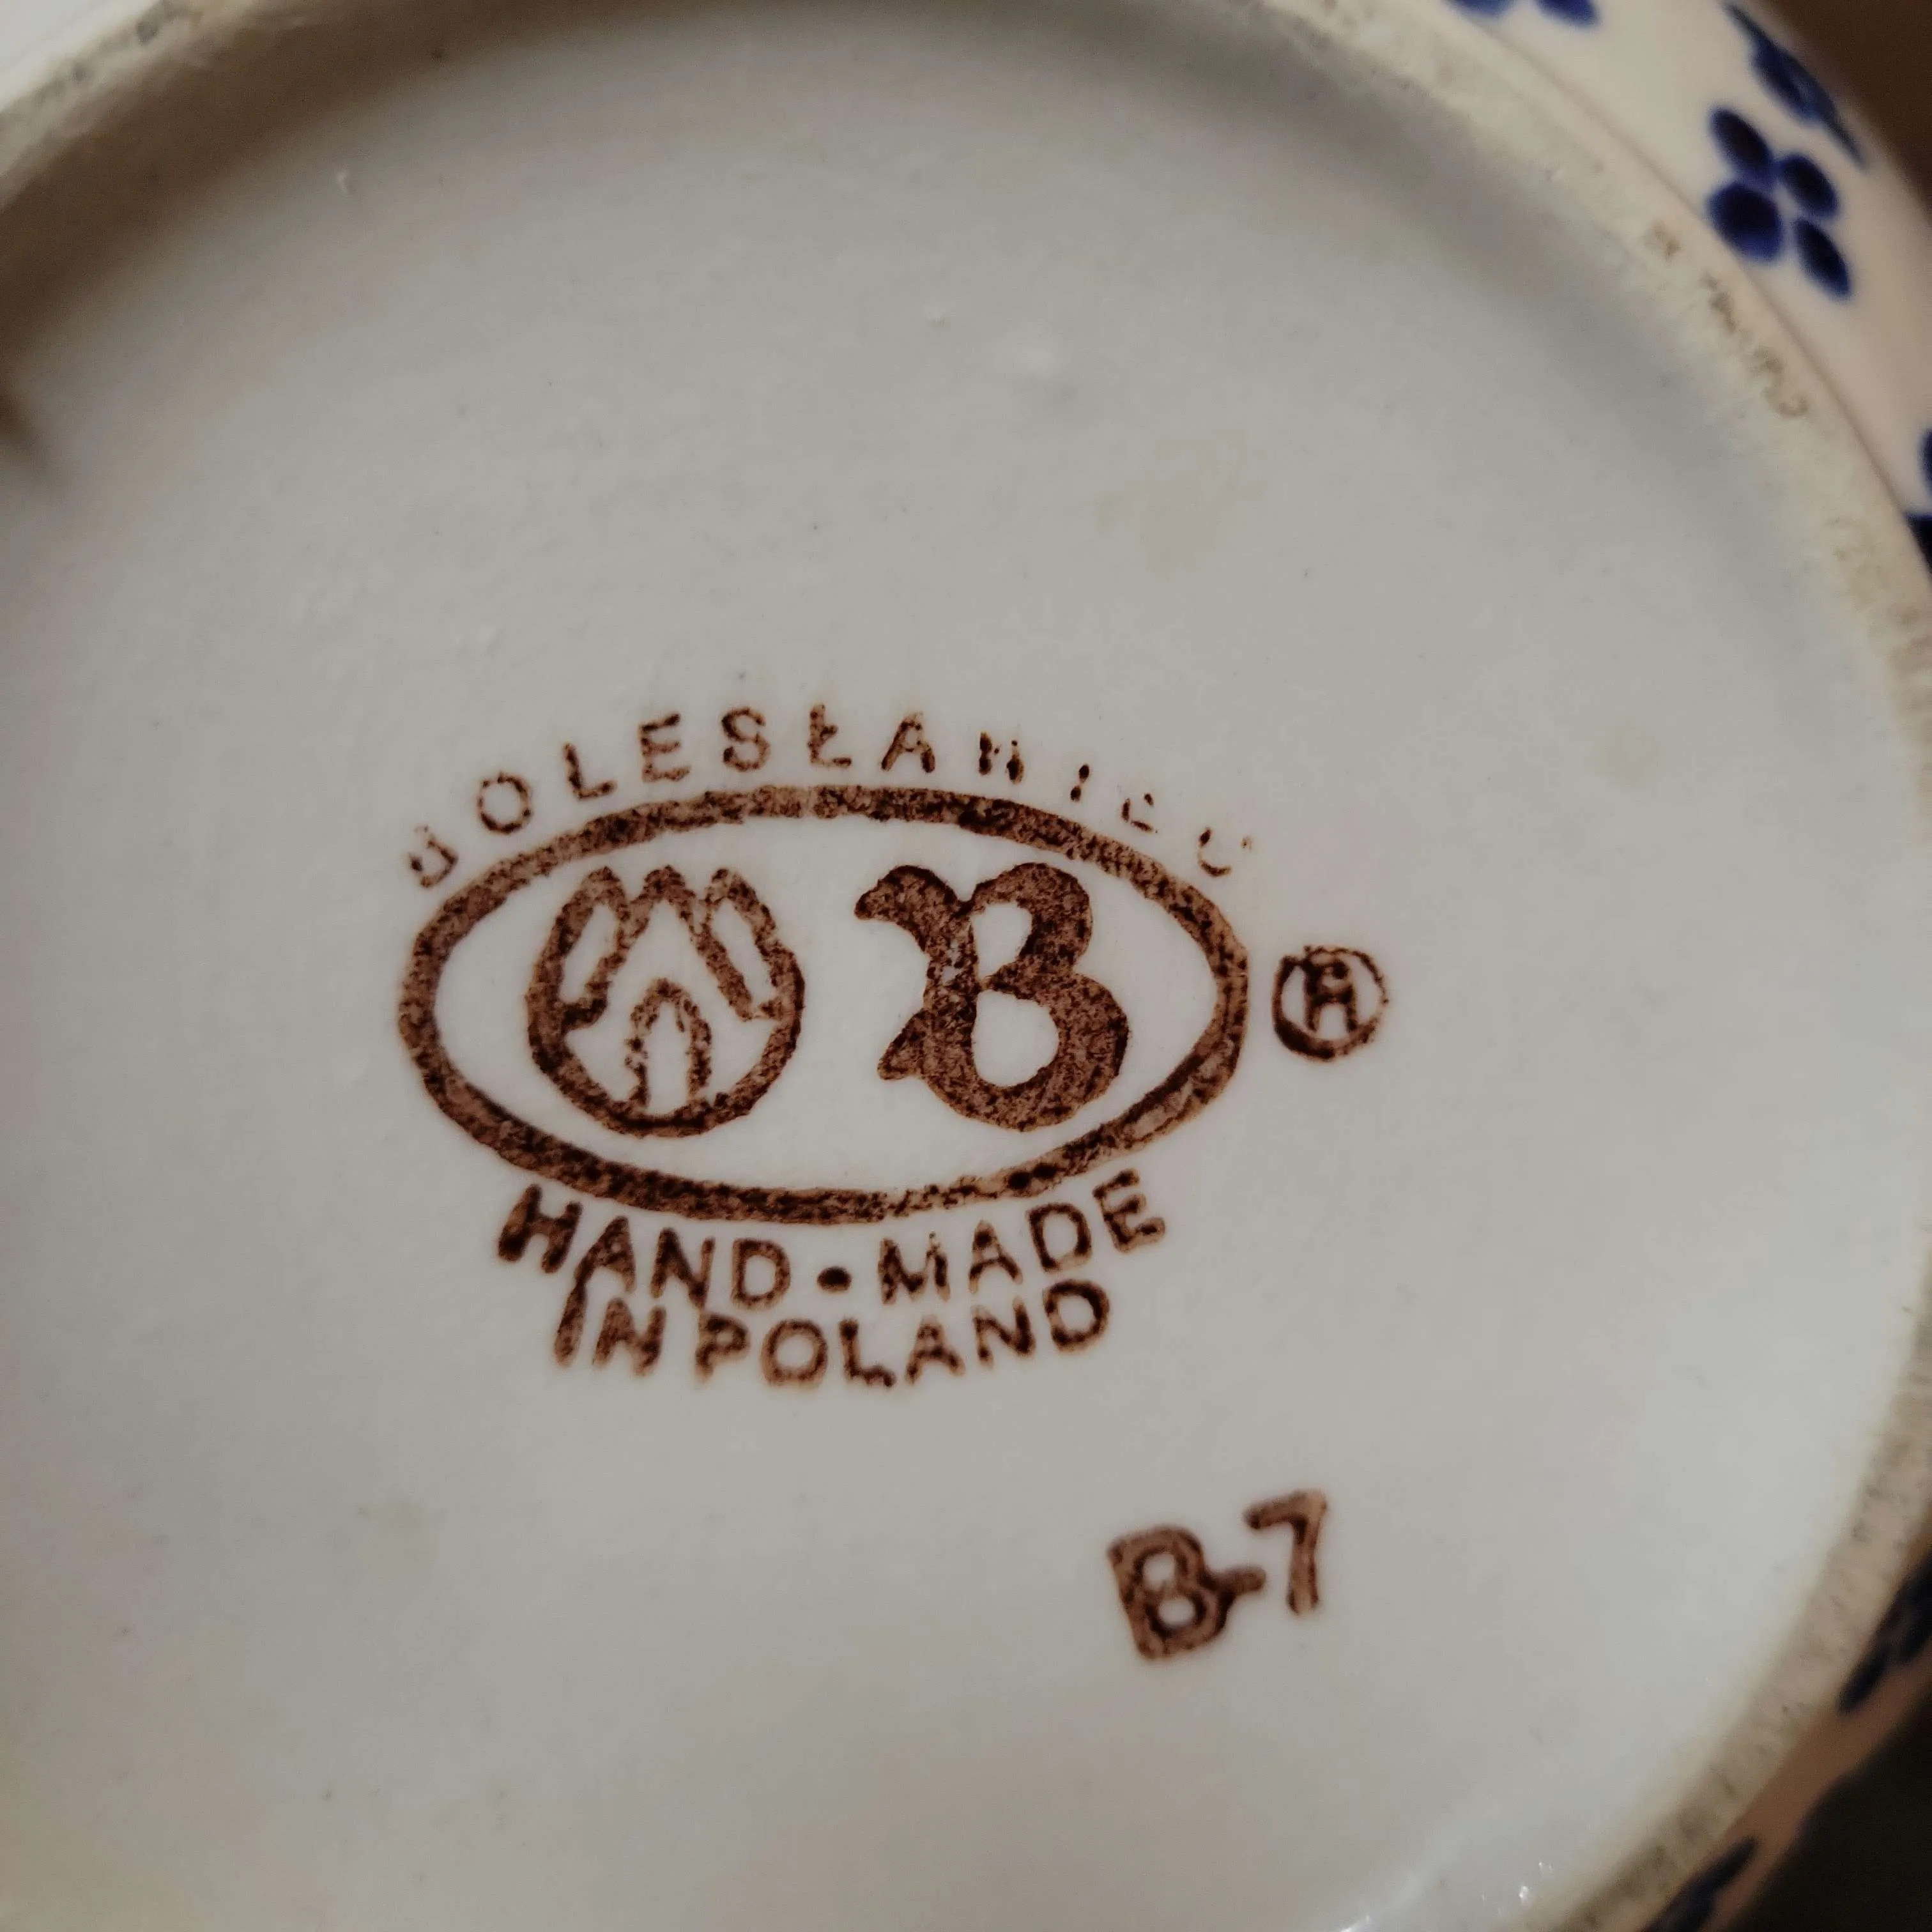 BOLESŁAWIEC
B ®
HAND • MADE
IN POLAND
B-7